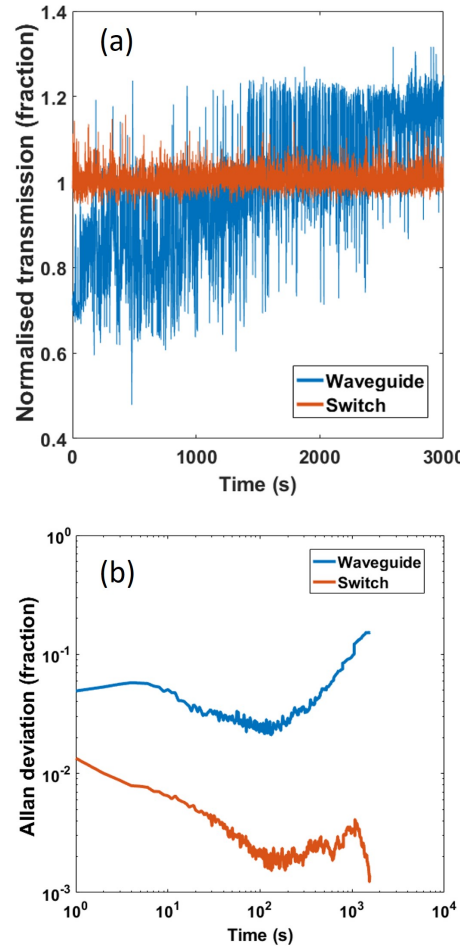 (a)
Normalised transmission (fraction)
1.4
1.2
1
0.8
0.6
0.4
Waveguide
Switch
0
1000
2000
3000
Time (s)
(b)
Allan deviation (fraction)
10^0
10^-1
10^-2
10^-3
Waveguide
Switch
10^0
10^1
10^2
10^3
10^4
Time (s)